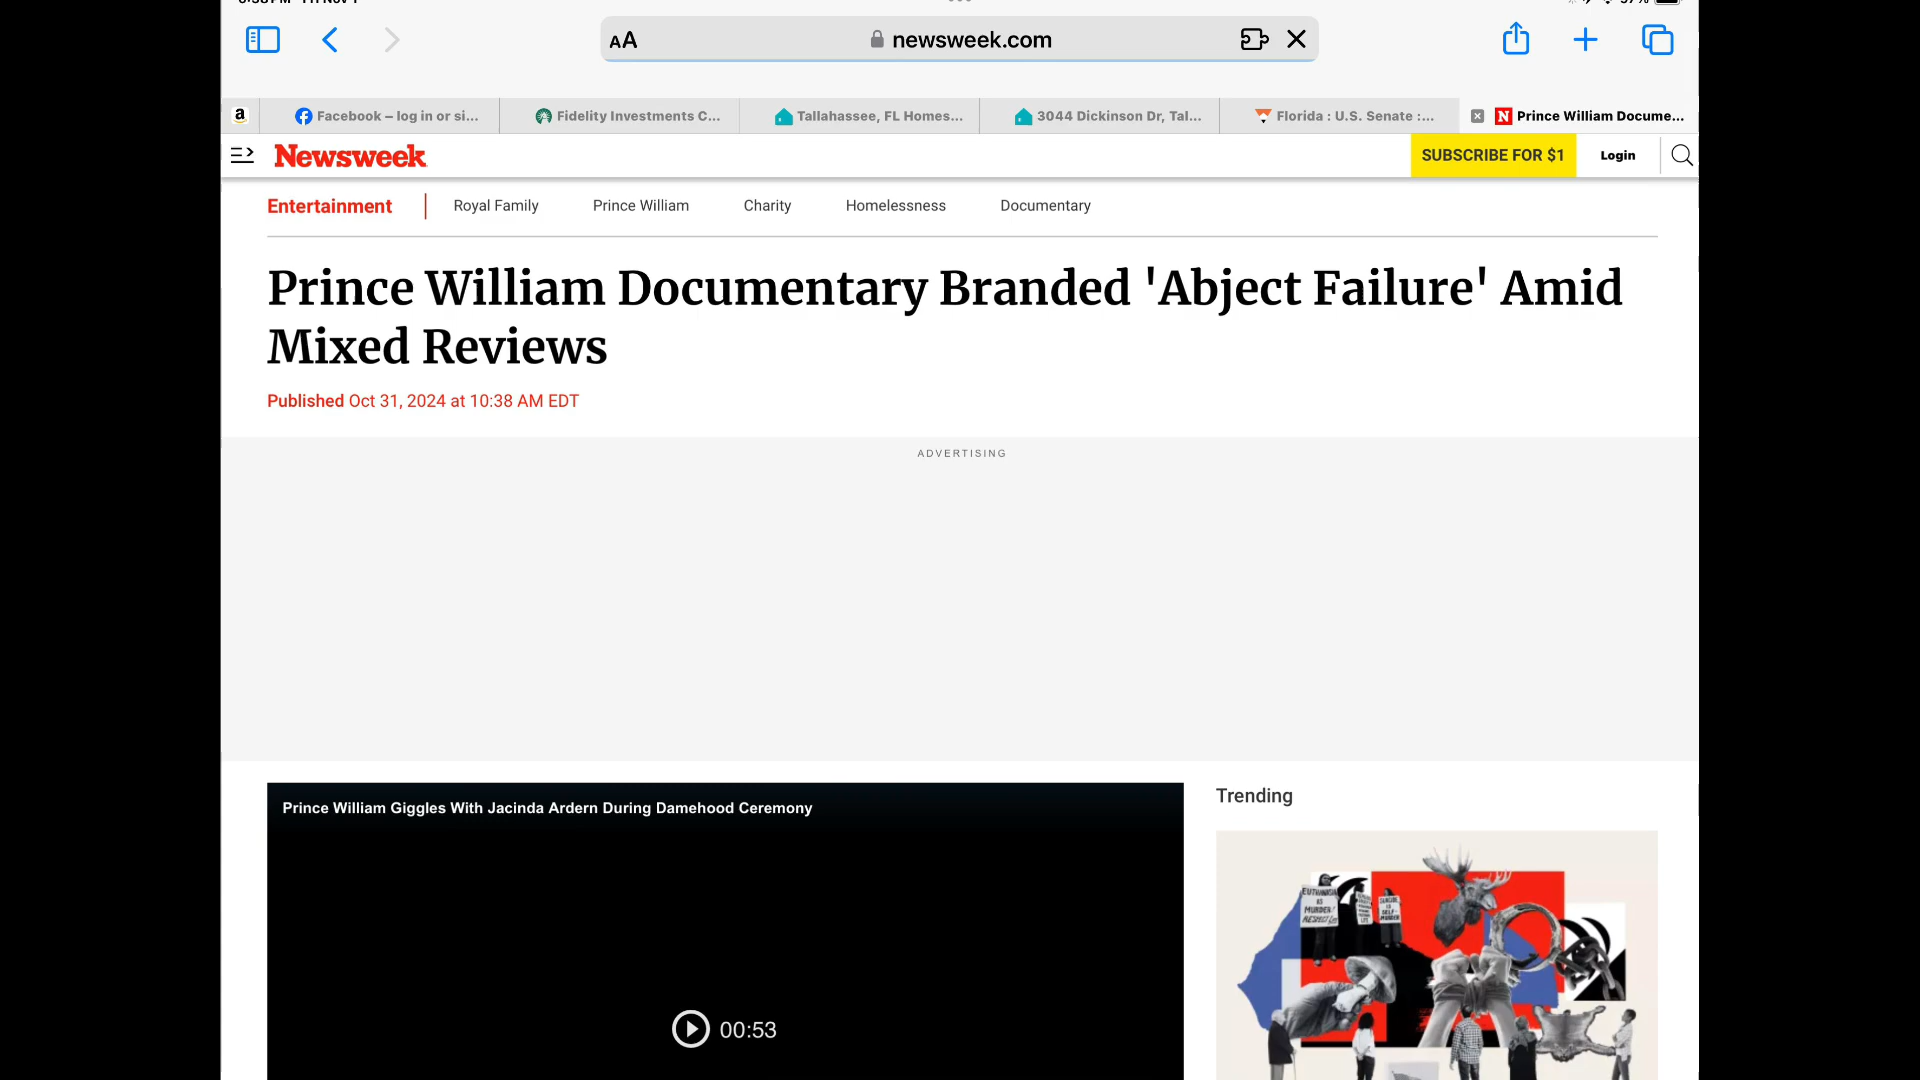 AA
newsweek.com
a
Facebook – log in or si...
Fidelity Investments C...
Tallahassee, FL Homes...
3044 Dickinson Dr, Tal...
Florida : U.S. Senate :...
N
Prince William Docume...
Newsweek
SUBSCRIBE FOR $1
Login
Entertainment
Royal Family
Prince William
Charity
Homelessness
Documentary
Prince William Documentary Branded 'Abject Failure' Amid
Mixed Reviews
Published Oct 31, 2024 at 10:38 AM EDT
ADVERTISING
Prince William Giggles With Jacinda Ardern During Damehood Ceremony
Trending
EUTHANASIA
IS
MURDER!
00:53